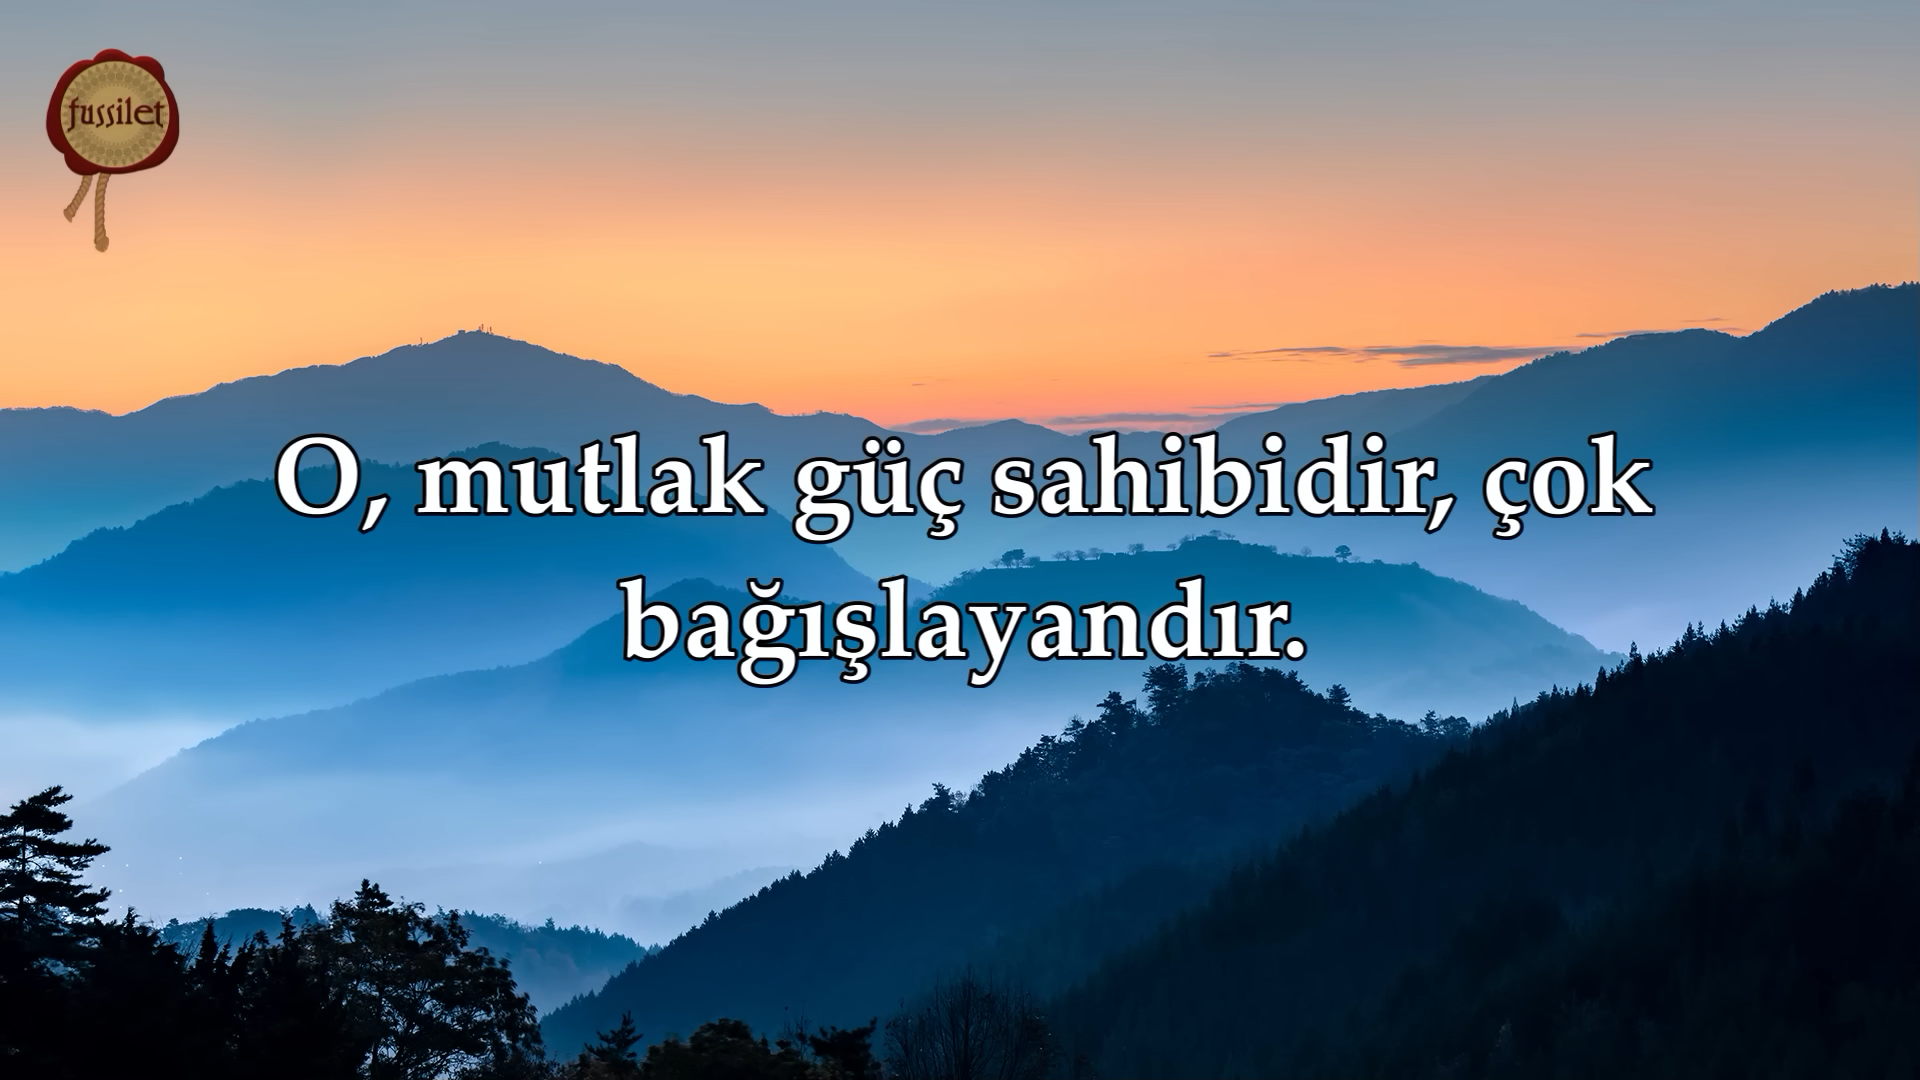 fussilet
O, mutlak güç sahibidir, çok
bağışlayandır.